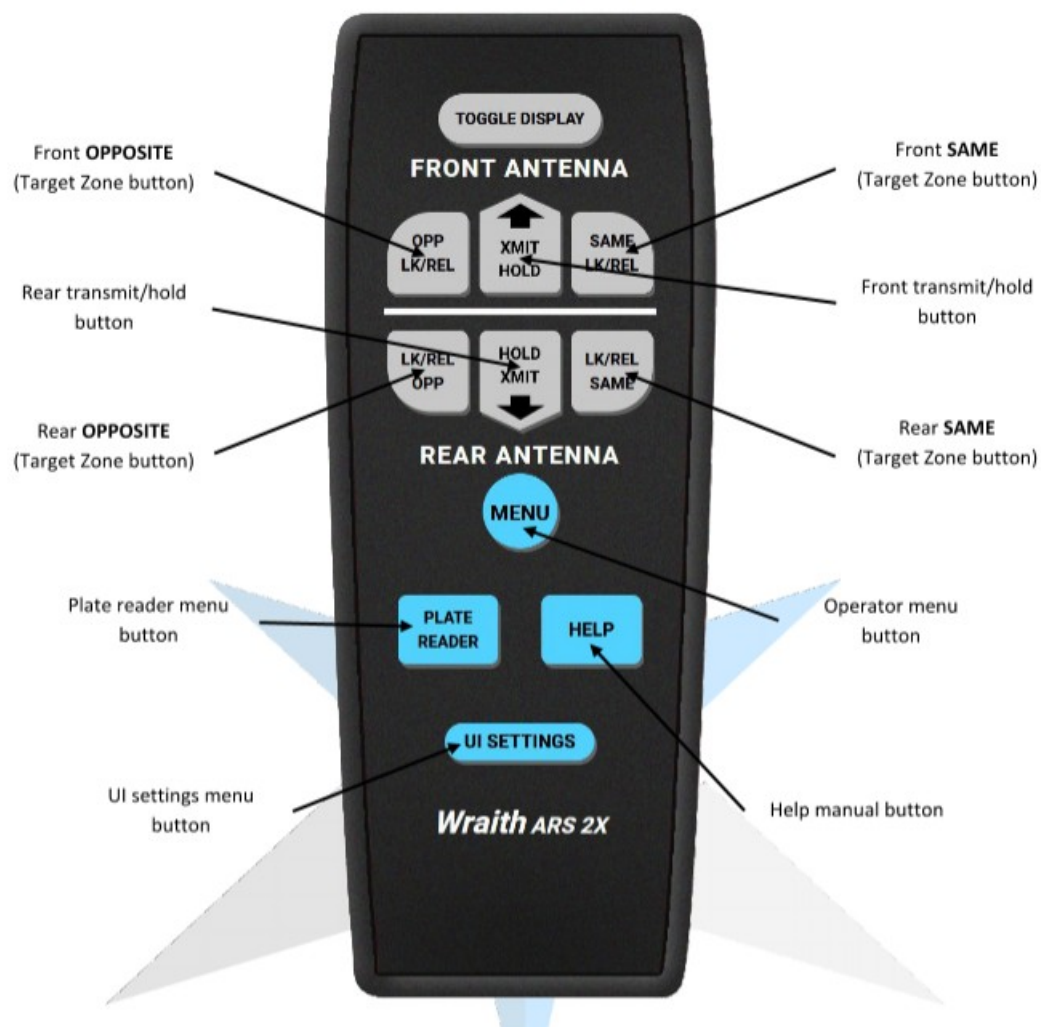 TOGGLE DISPLAY
FRONT ANTENNA
Front OPPOSITE
(Target Zone button)
Front SAME
(Target Zone button)
OPP
LK/REL
XMIT
HOLD
SAME
LK/REL
Rear transmit/hold
button
Front transmit/hold
button
LK/REL
OPP
HOLD
XMIT
LK/REL
SAME
Rear OPPOSITE
(Target Zone button)
Rear SAME
(Target Zone button)
REAR ANTENNA
MENU
Plate reader menu
button
PLATE
READER
HELP
Operator menu
button
UI SETTINGS
UI settings menu
button
Help manual button
Wraith ARS 2X